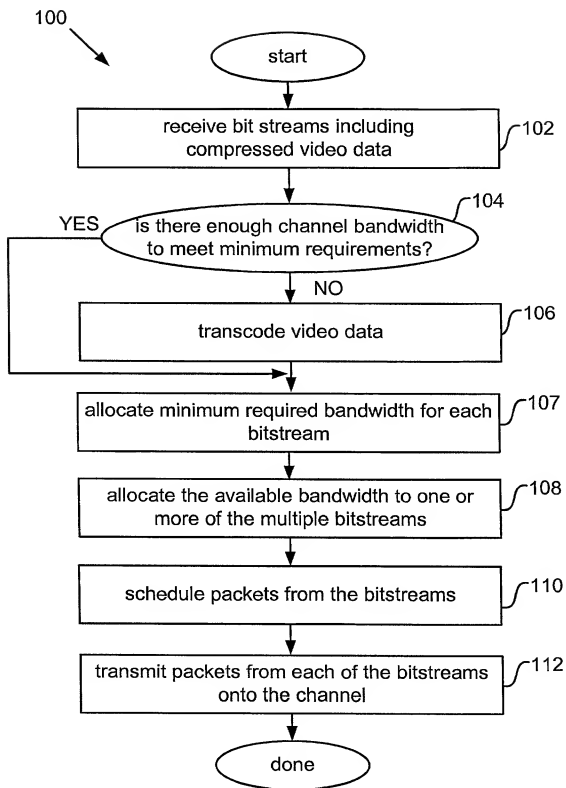 100
start
receive bit streams including
compressed video data
102
104
YES
is there enough channel bandwidth
to meet minimum requirements?
NO
transcode video data
106
allocate minimum required bandwidth for each
bitstream
107
allocate the available bandwidth to one or
more of the multiple bitstreams
108
schedule packets from the bitstreams
110
transmit packets from each of the bitstreams
onto the channel
112
done